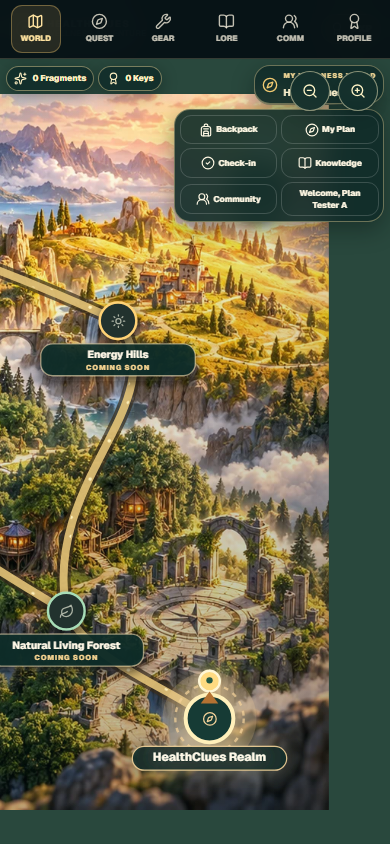 WORLD
QUEST
GEAR
LORE
COMM
PROFILE
0 Fragments
0 Keys
Backpack
My Plan
Check-in
Knowledge
Community
Welcome, Plan
Tester A
Energy Hills
COMING SOON
Natural Living Forest
COMING SOON
HealthClues Realm